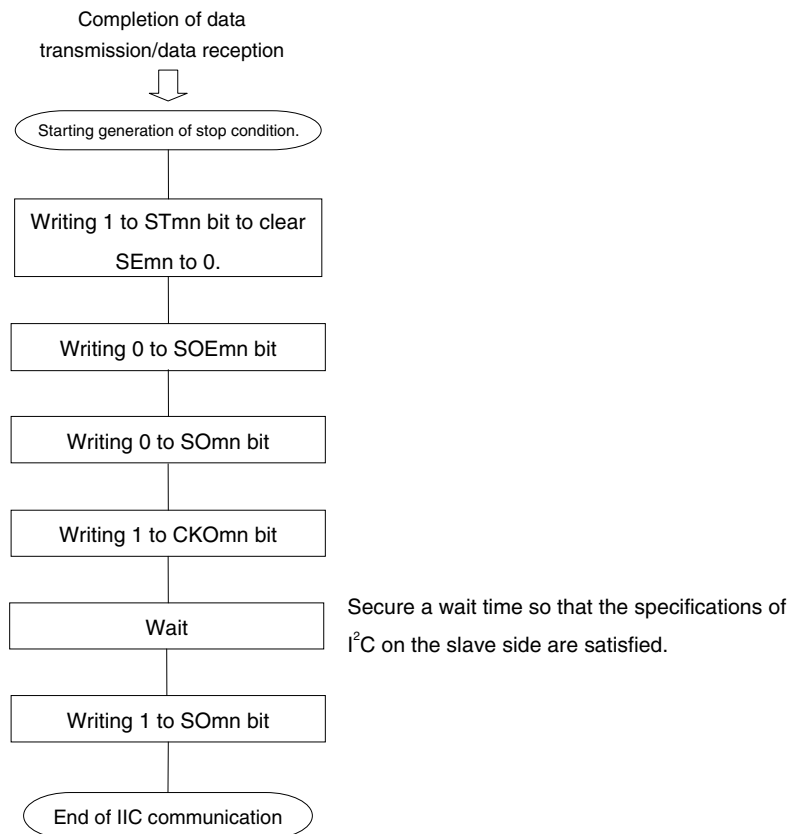 Completion of data
transmission/data reception
Starting generation of stop condition.
Writing 1 to STmn bit to clear
SEmn to 0.
Writing 0 to SOEmn bit
Writing 0 to SOmn bit
Writing 1 to CKOmn bit
Wait
Secure a wait time so that the specifications of
I²C on the slave side are satisfied.
Writing 1 to SOmn bit
End of IIC communication